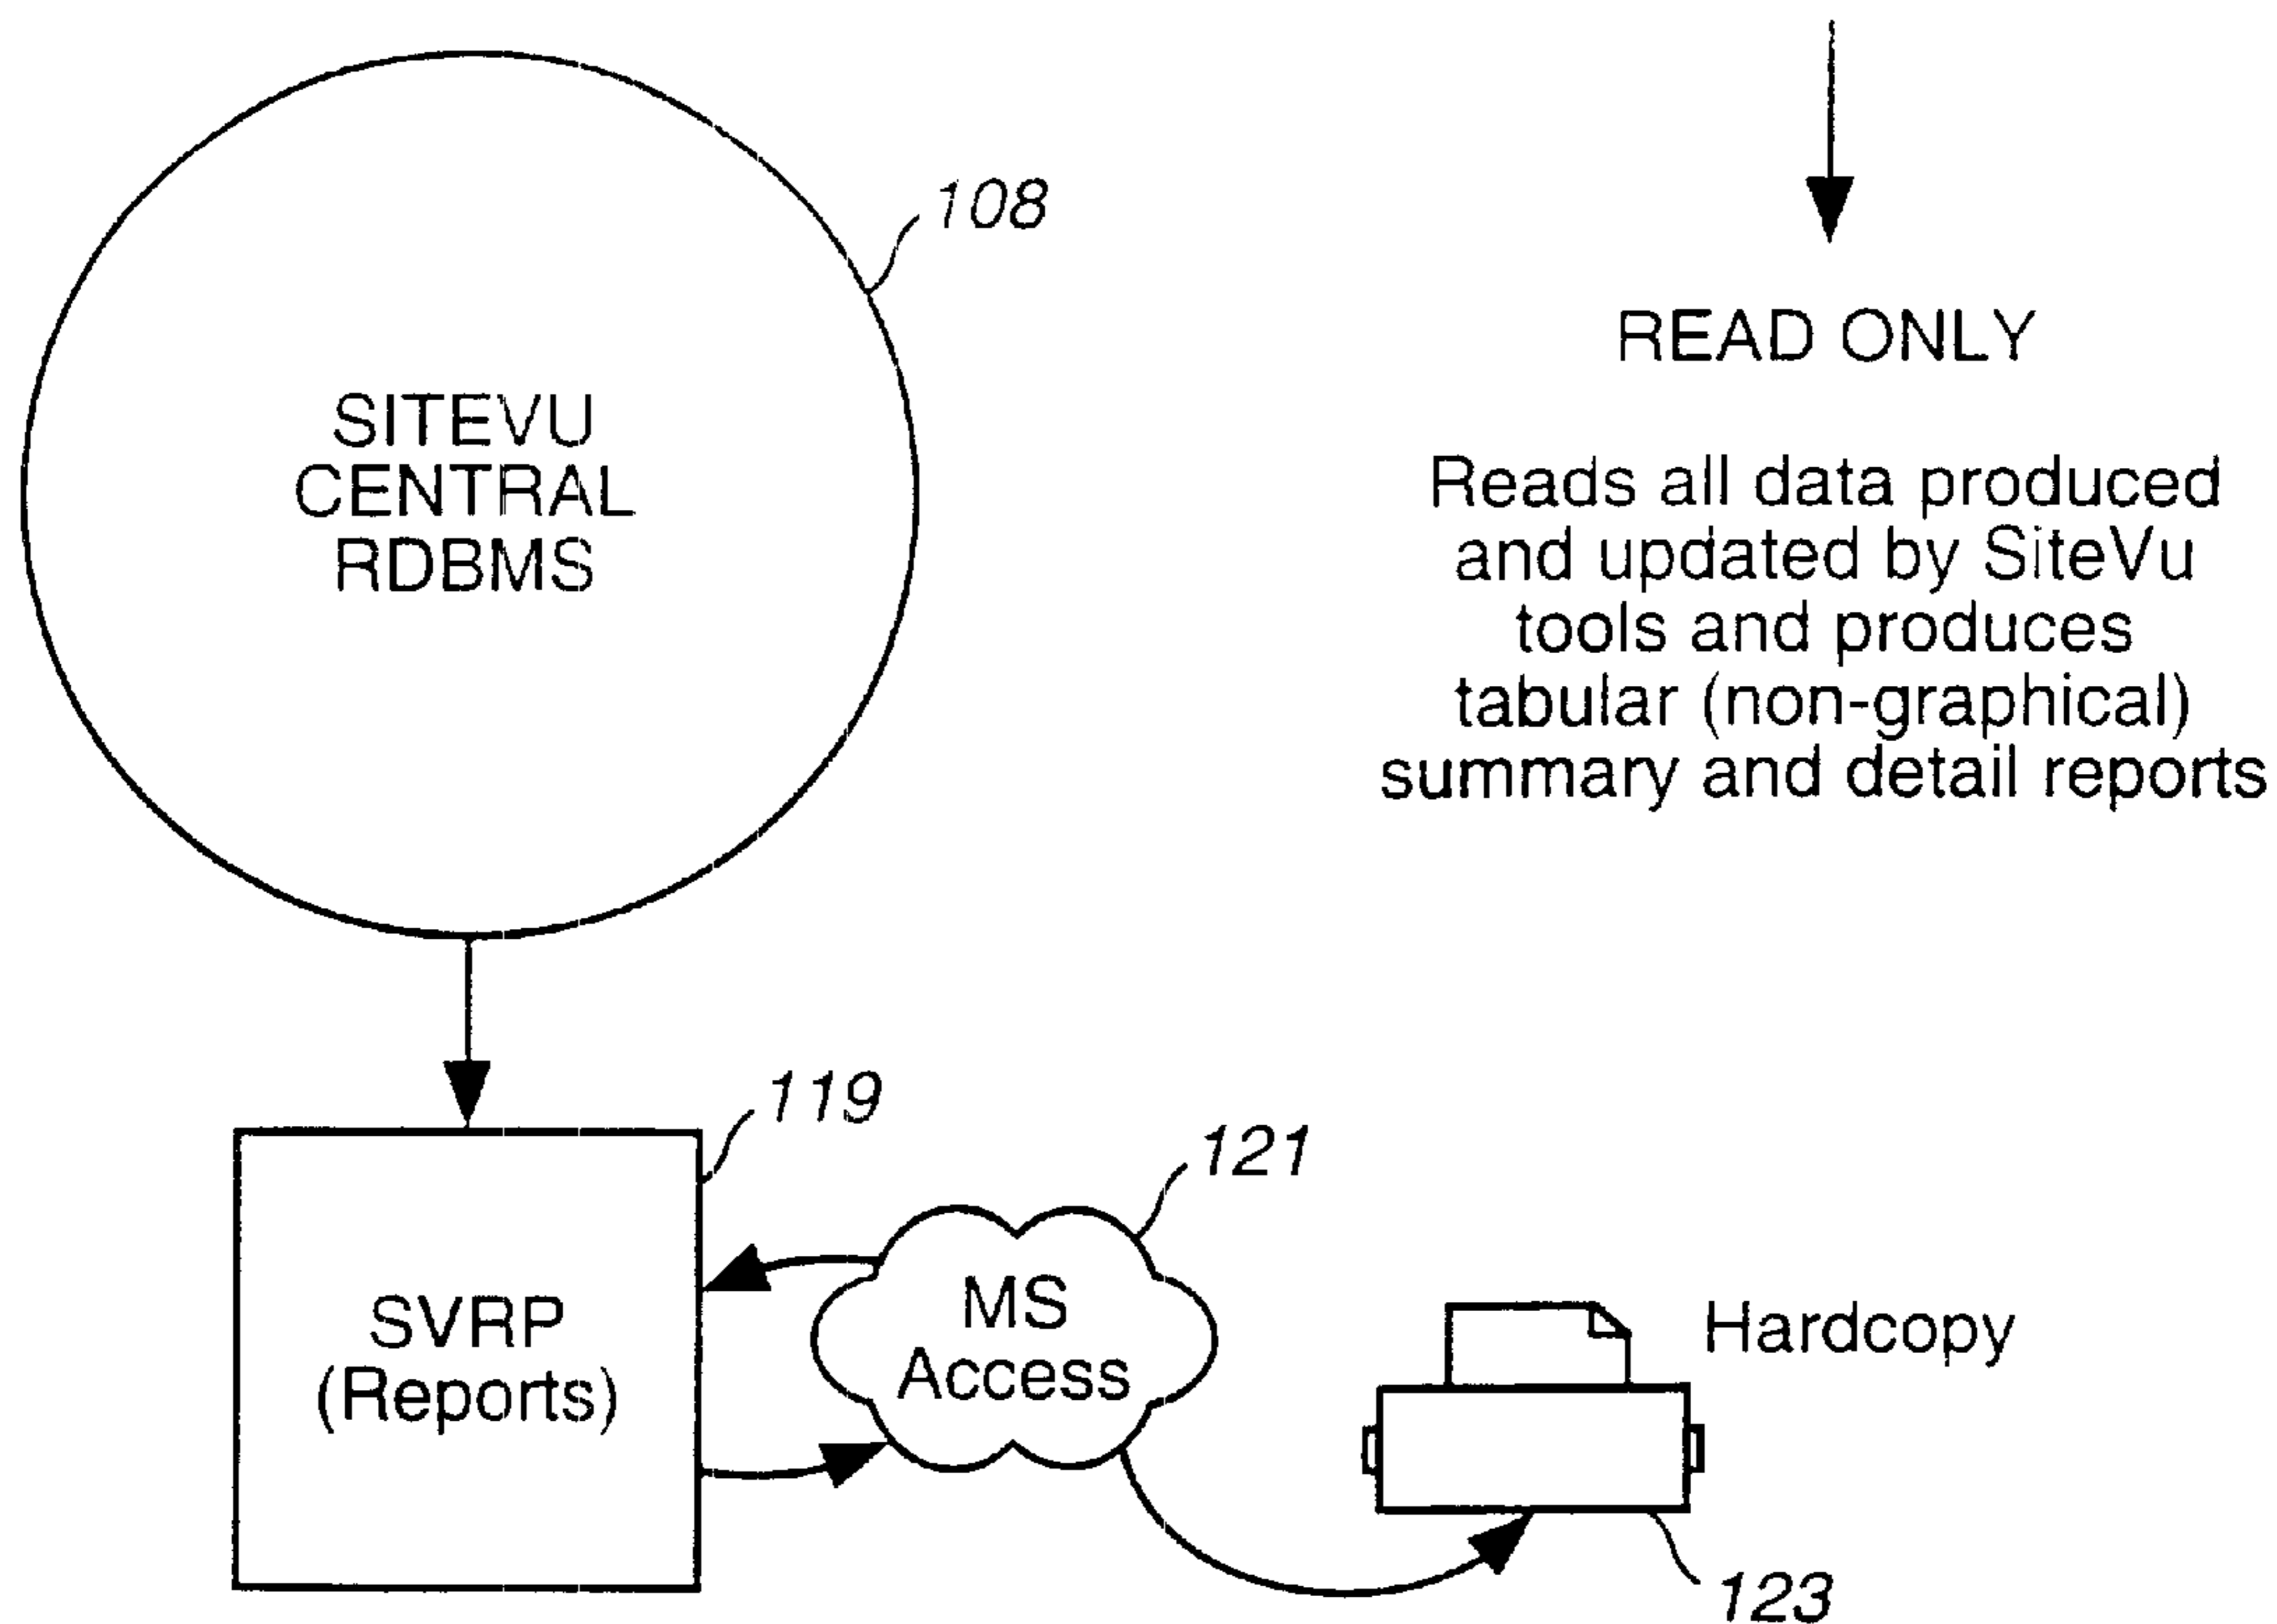 108
SITEVU
CENTRAL
RDBMS
READ ONLY
Reads all data produced
and updated by SiteVu
tools and produces
tabular (non-graphical)
summary and detail reports
119
SVRP
(Reports)
121
MS
Access
Hardcopy
123